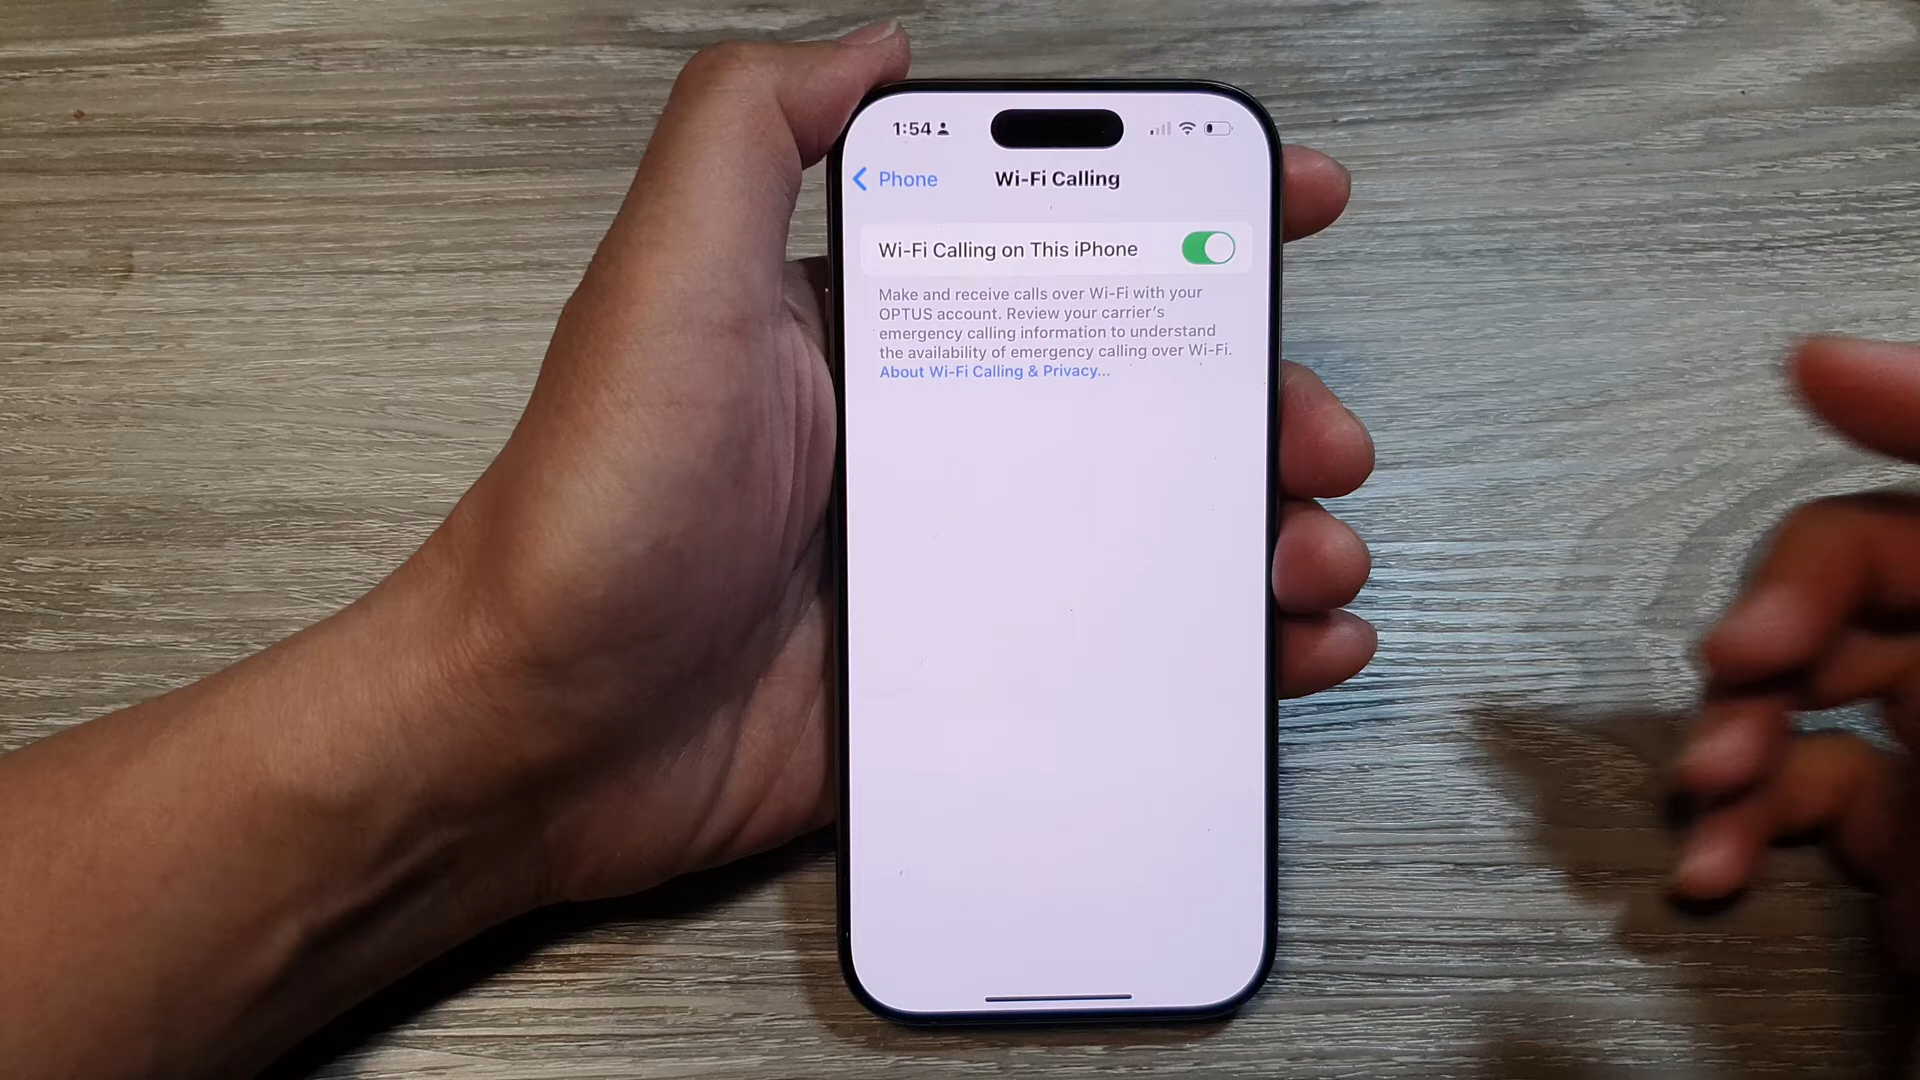 1:54
Phone
Wi-Fi Calling
Wi-Fi Calling on This iPhone
Make and receive calls over Wi-Fi with your
OPTUS account. Review your carrier's
emergency calling information to understand
the availability of emergency calling over Wi-Fi.
About Wi-Fi Calling & Privacy...